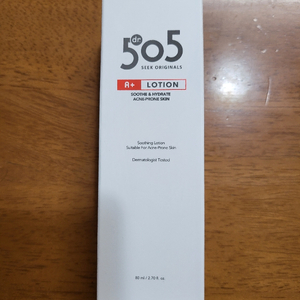 dr
505
SEEK ORIGINALS
A+ LOTION
SOOTHE & HYDRATE
ACNE-PRONE SKIN
Soothing Lotion
Suitable For Acne-Prone Skin
Dermatologist Tested
80 ml / 2.70 fl. oz.